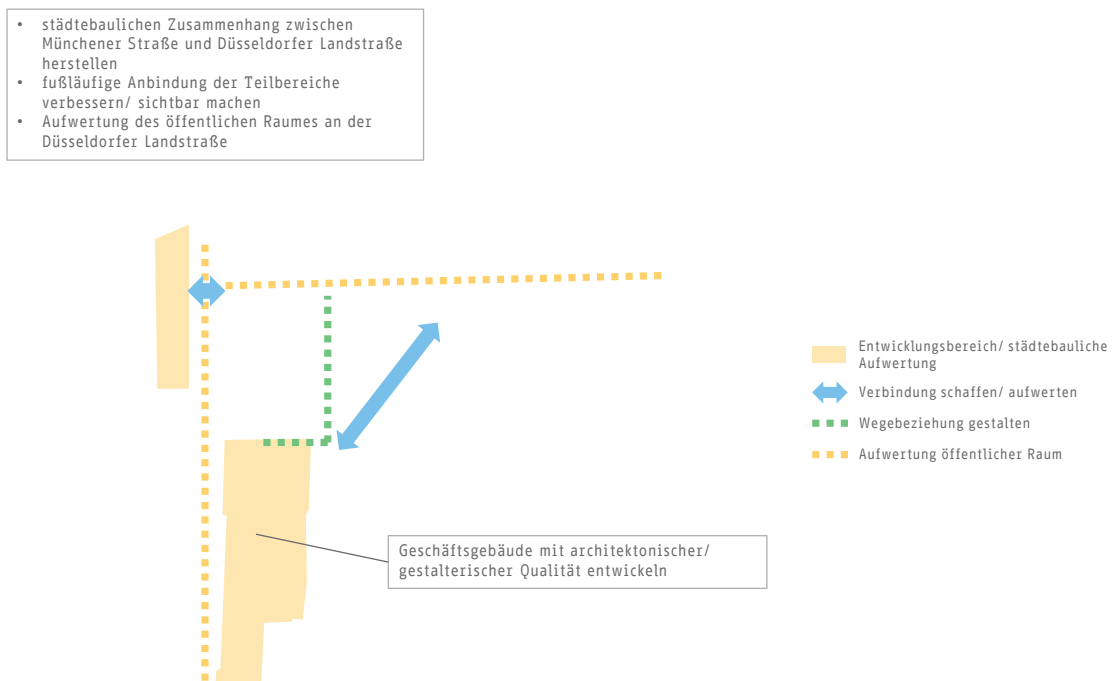 • städtebaulichen Zusammenhang zwischen
Münchener Straße und Düsseldorfer Landstraße
herstellen
• fußläufige Anbindung der Teilbereiche
verbessern/ sichtbar machen
• Aufwertung des öffentlichen Raumes an der
Düsseldorfer Landstraße
Entwicklungsbereich/ städtebauliche
Aufwertung
Verbindung schaffen/ aufwerten
Wegebeziehung gestalten
Aufwertung öffentlicher Raum
Geschäftsgebäude mit architektonischer/
gestalterischer Qualität entwickeln